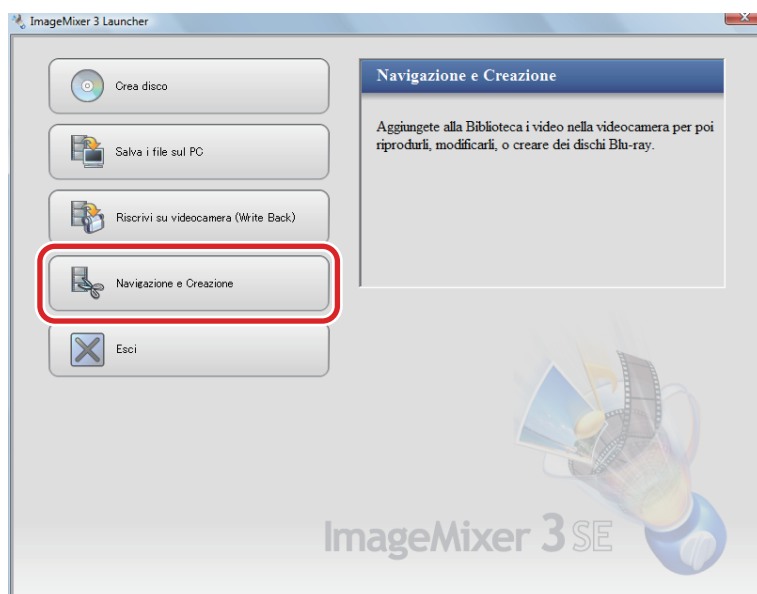 ImageMixer 3 Launcher
Crea disco
Salva i file sul PC
Riscrivi su videocamera (Write Back)
Navigazione e Creazione
Esci
Navigazione e Creazione
Aggiungete alla Biblioteca i video nella videocamera per poi
riprodurli, modificarli, o creare dei dischi Blu-ray.
ImageMixer 3 SE